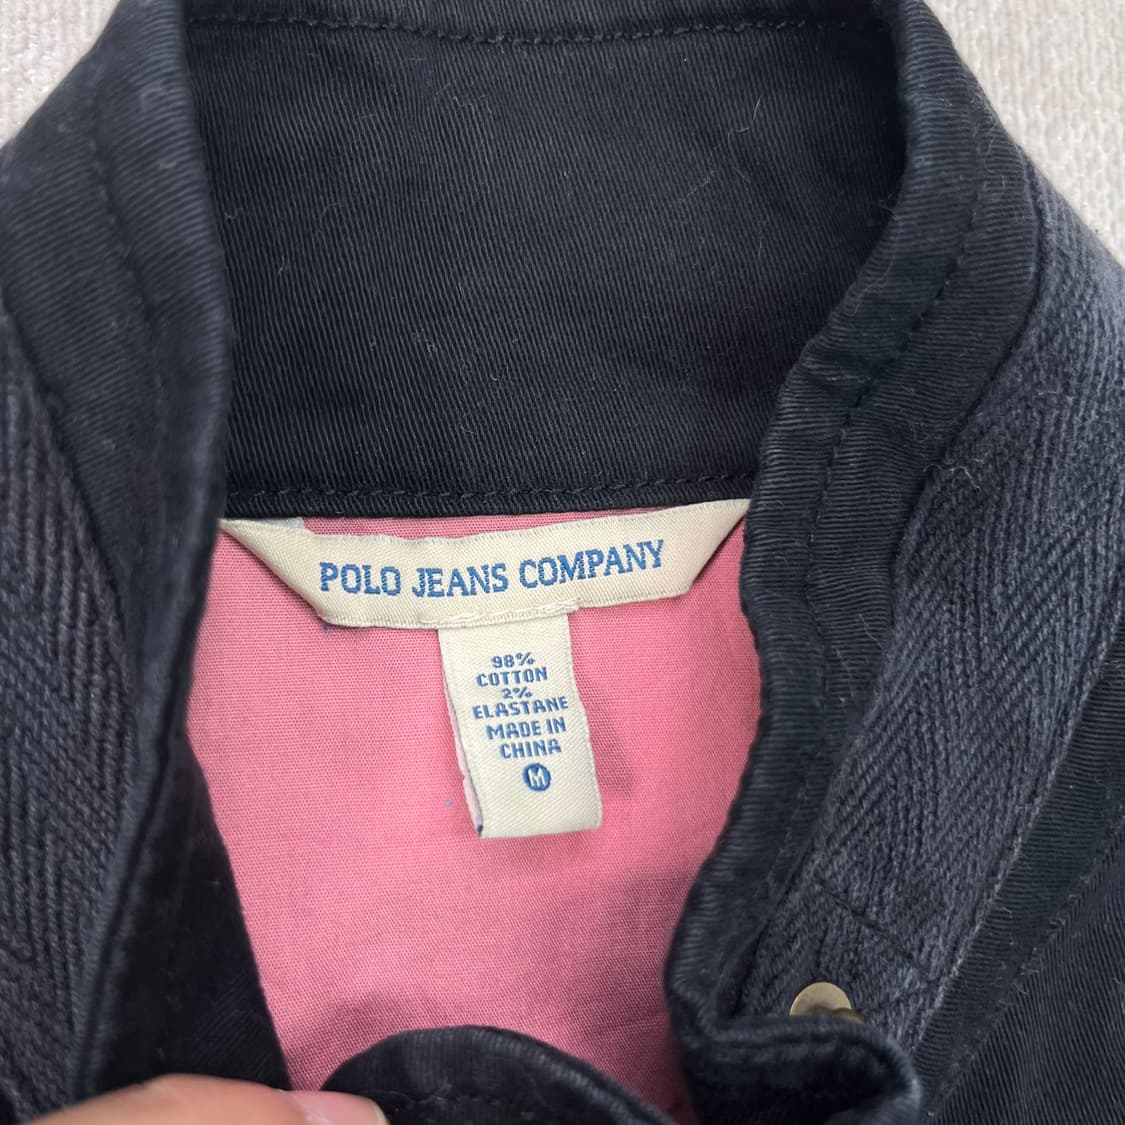 POLO JEANS COMPANY
98%
COTTON
2%
ELASTANE
MADE IN
CHINA
M